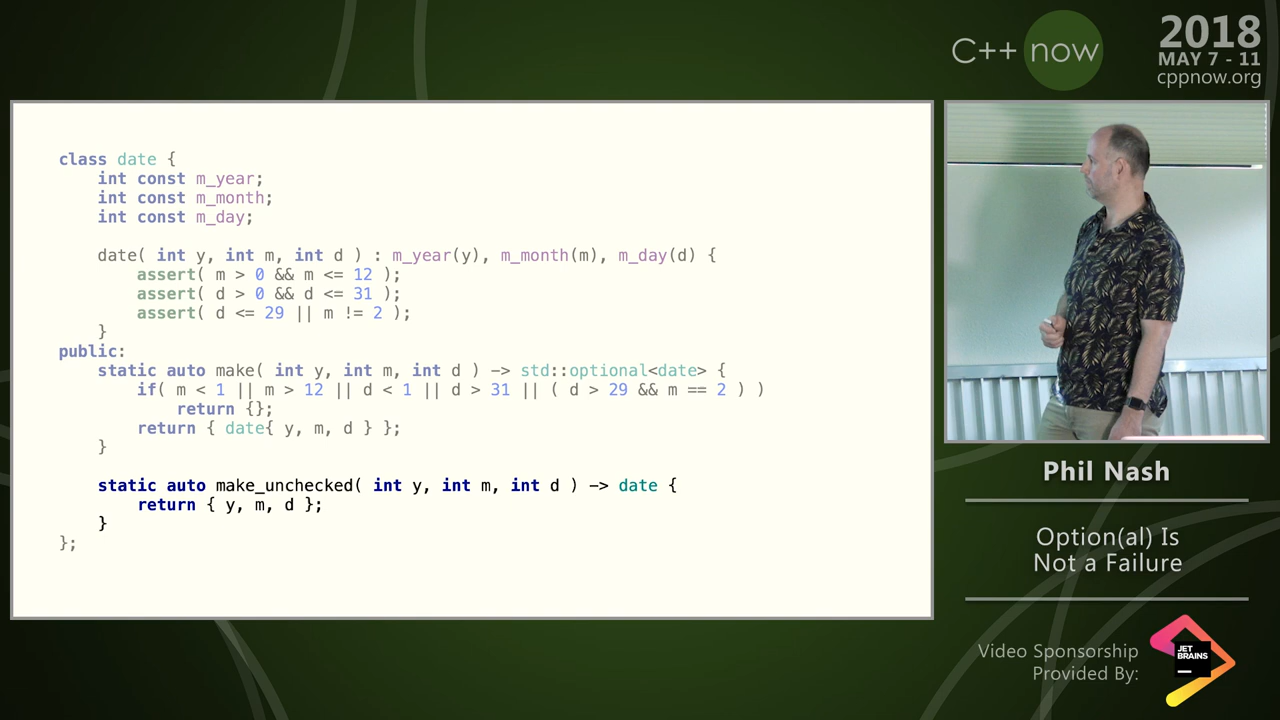 C++ now
2018
MAY 7 - 11
cppnow.org
class date {
int const m_year;
int const m_month;
int const m_day;
date( int y, int m, int d ) : m_year(y), m_month(m), m_day(d) {
assert( m > 0 && m <= 12 );
assert( d > 0 && d <= 31 );
assert( d <= 29 || m != 2 );
}
public:
static auto make( int y, int m, int d ) -> std::optional<date> {
if( m < 1 || m > 12 || d < 1 || d > 31 || ( d > 29 && m == 2 ) )
return {};
return { date{ y, m, d } };
}
static auto make_unchecked( int y, int m, int d ) -> date {
return { y, m, d };
}
};
Phil Nash
Option(al) Is
Not a Failure
Video Sponsorship
Provided By:
JET
BRAINS